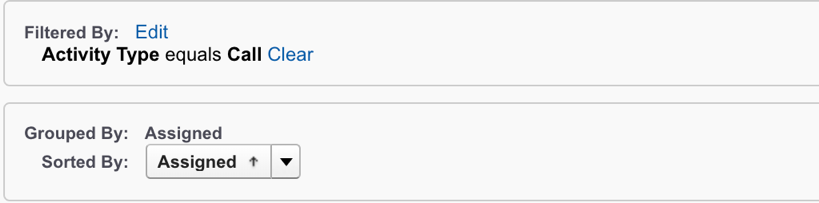 Filtered By: Edit
Activity Type equals Call Clear
Grouped By: Assigned
Sorted By: Assigned ↑